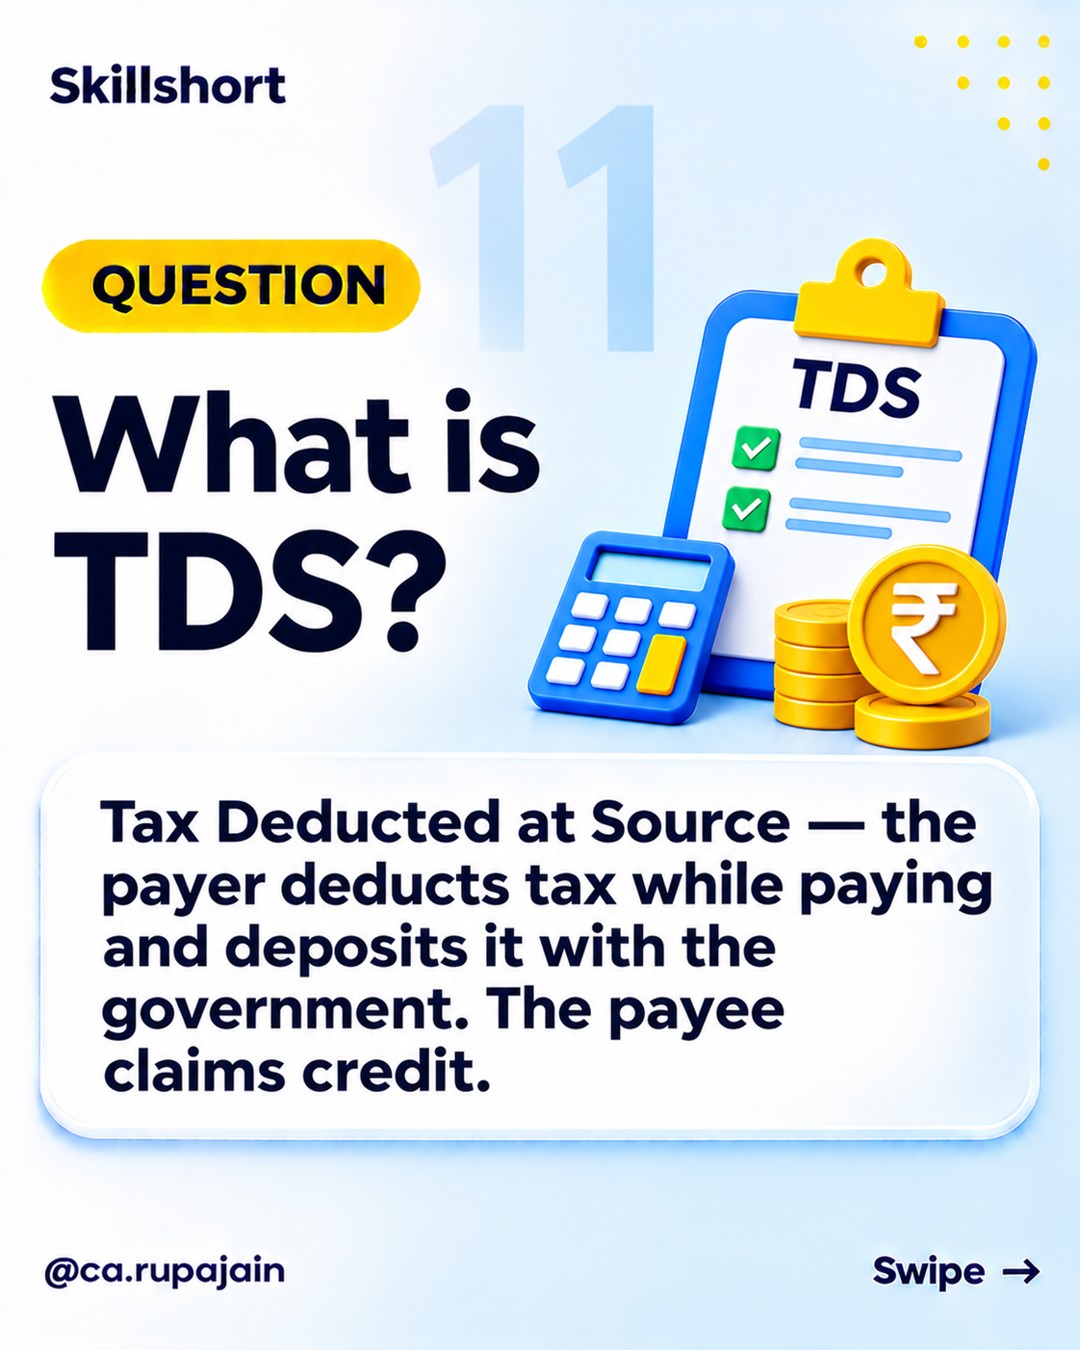 Skillshort
11
QUESTION
What is
TDS?
TDS
₹
Tax Deducted at Source — the
payer deducts tax while paying
and deposits it with the
government. The payee
claims credit.
@ca.rupajain
Swipe →